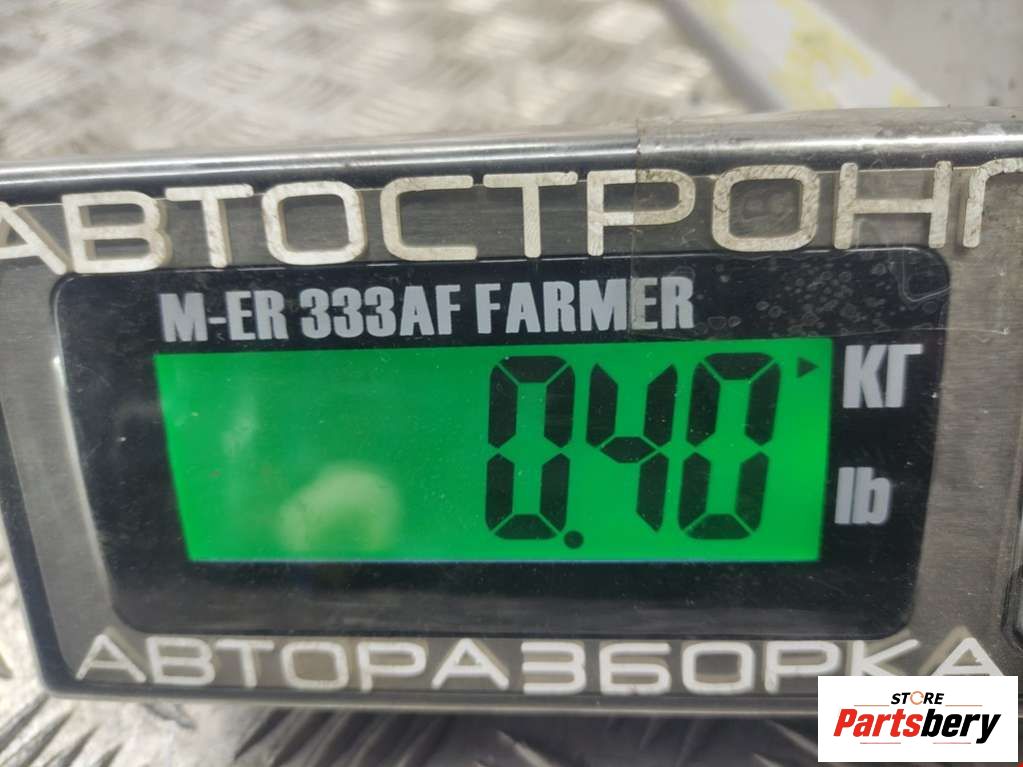 АВТОСТРОНГ
M-ER 333AF FARMER
0.40 КГ
lb
АВТОРАЗБОРКА
STORE
Partsbery